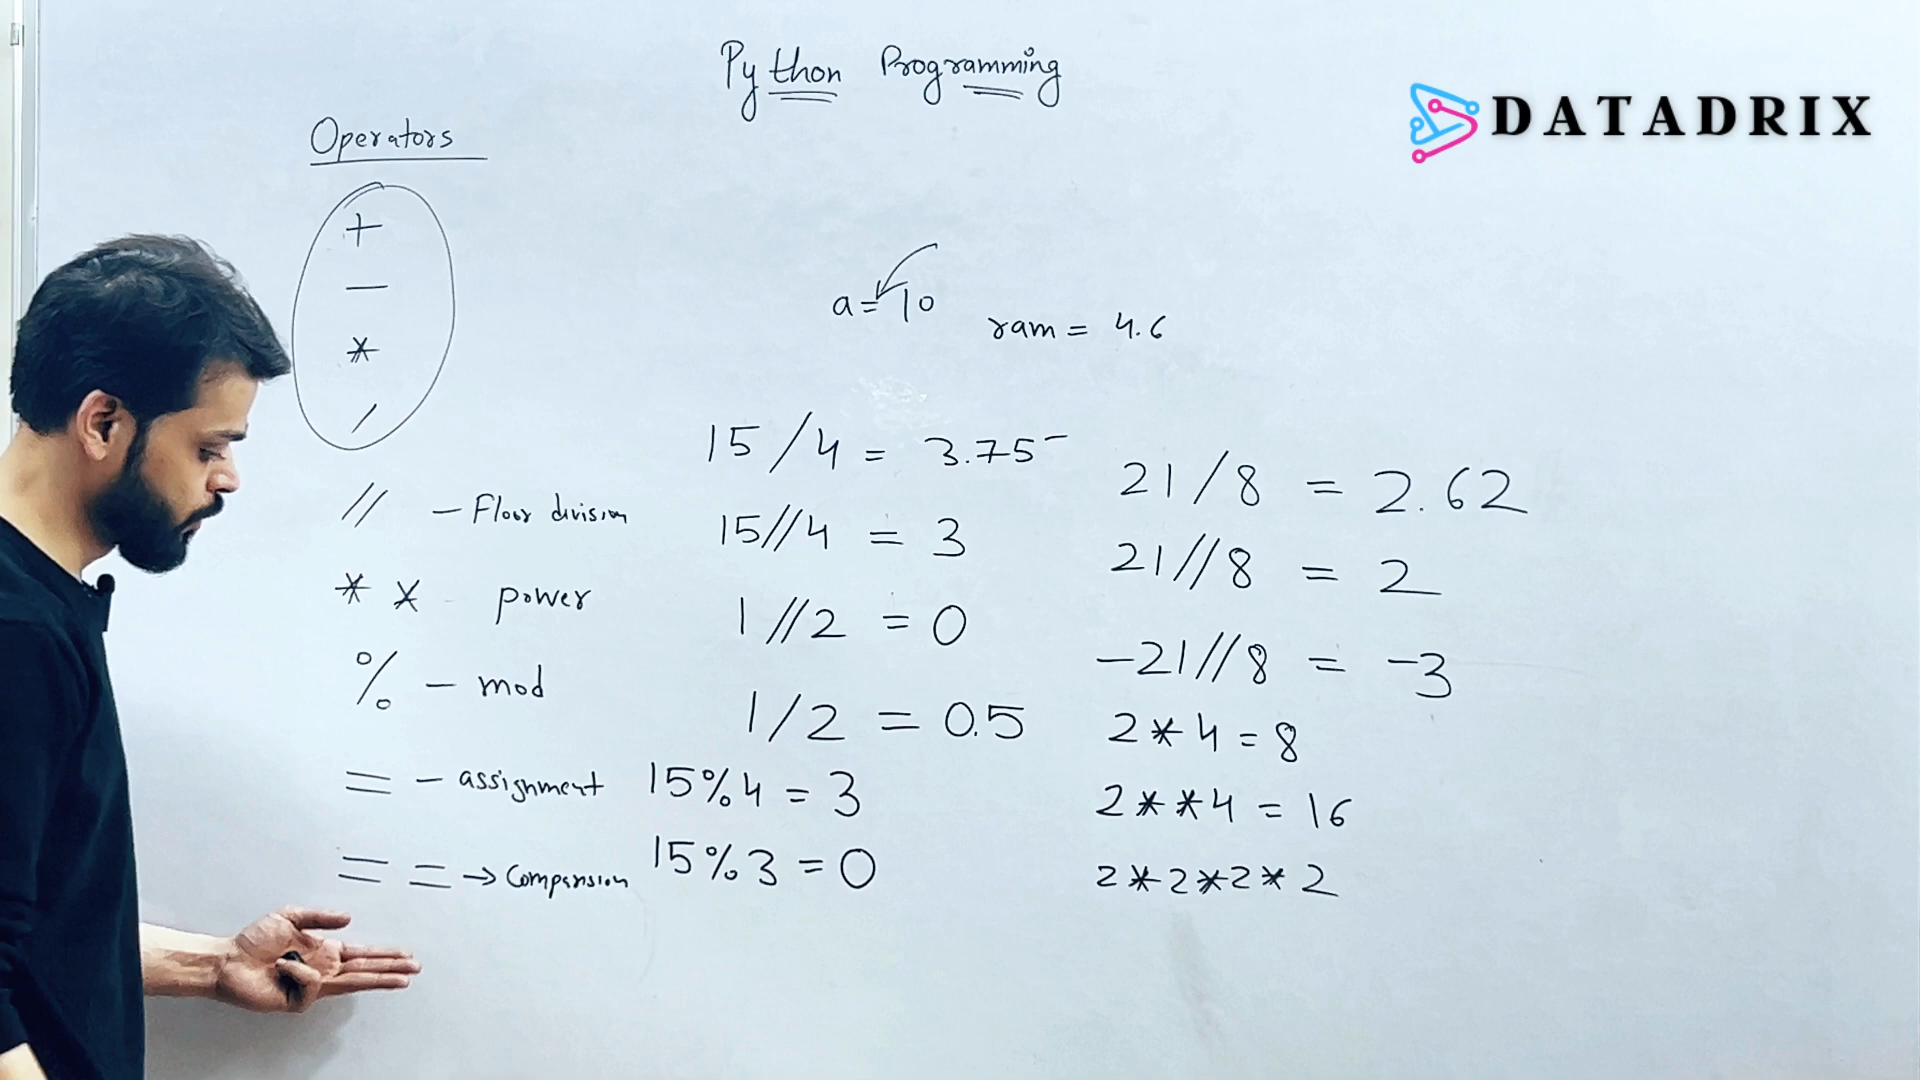 Python Programming
DATADRIX
Operators
+
-
*
/
// - Floor division
** - power
% - mod
= - assignment
== → Comparsion
a = 10
ram = 4.6
15/4 = 3.75
15//4 = 3
1//2 = 0
1/2 = 0.5
15%4 = 3
15%3 = 0
21/8 = 2.62
21//8 = 2
-21//8 = -3
2*4 = 8
2**4 = 16
2*2*2*2